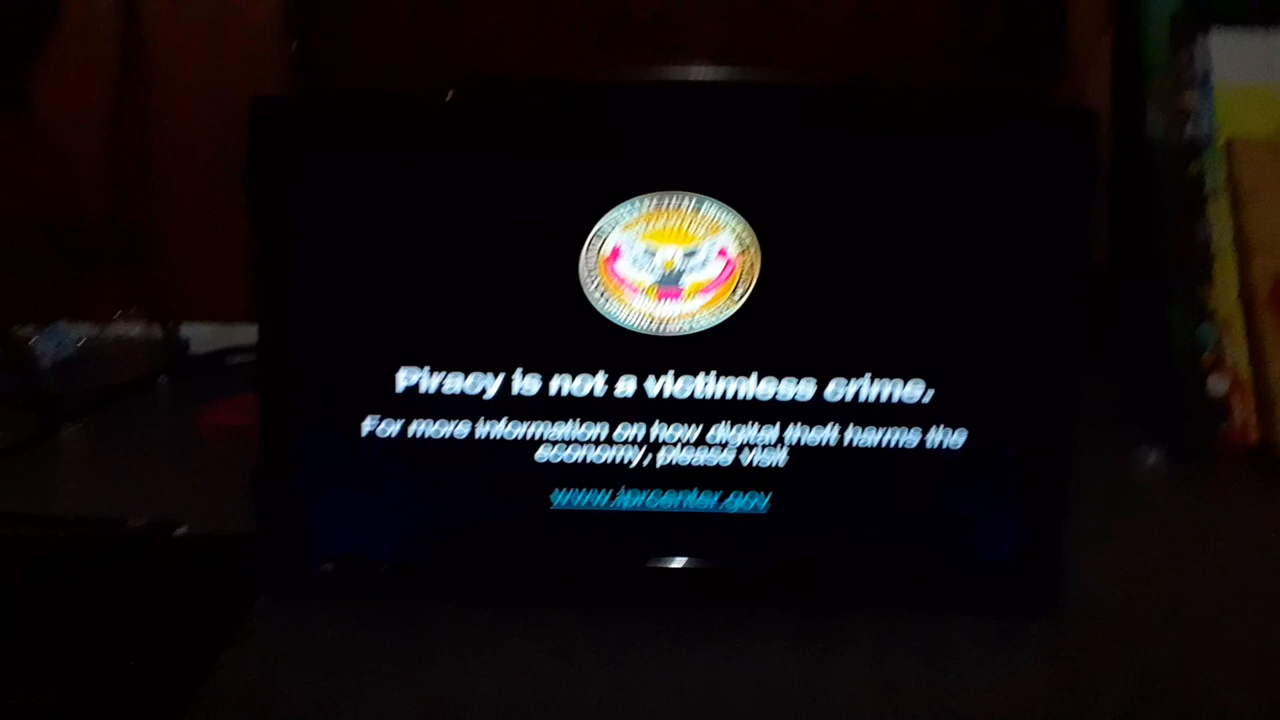 Piracy is not a victimless crime.
For more information on how digital theft harms the
economy, please visit
www.iprcenter.gov